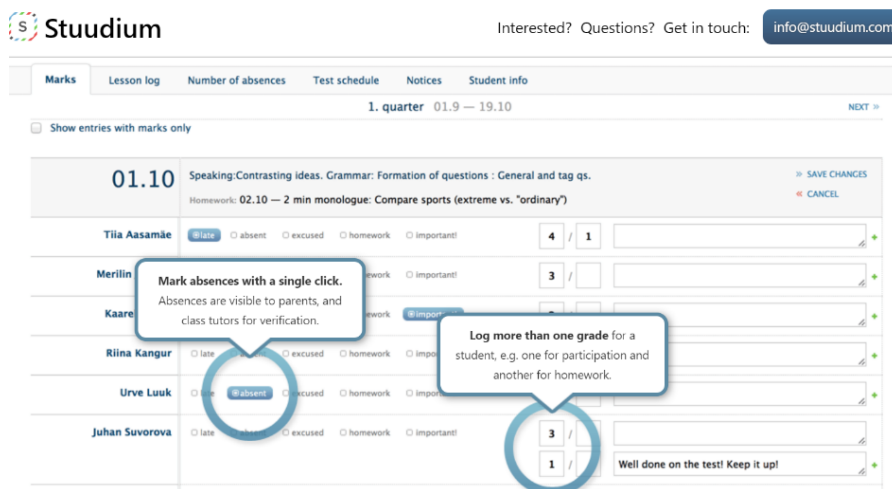 Stuudium
Interested? Questions? Get in touch: info@stuudium.com
Marks Lesson log Number of absences Test schedule Notices Student info
1. quarter 01.9 — 19.10 NEXT »
Show entries with marks only
01.10 Speaking:Contrasting ideas. Grammar: Formation of questions : General and tag qs. » SAVE CHANGES
Homework: 02.10 — 2 min monologue: Compare sports (extreme vs. "ordinary") « CANCEL
Tiia Aasamäe late absent excused homework important! 4 / 1
Merilin important! 3 /
Mark absences with a single click.
Absences are visible to parents, and
class tutors for verification.
Kaare
Log more than one grade for a
student, e.g. one for participation and
another for homework.
Riina Kangur late excused homework
Urve Luuk absent excused homework
Juhan Suvorova late absent excused homework important! 3 /
1 / Well done on the test! Keep it up!